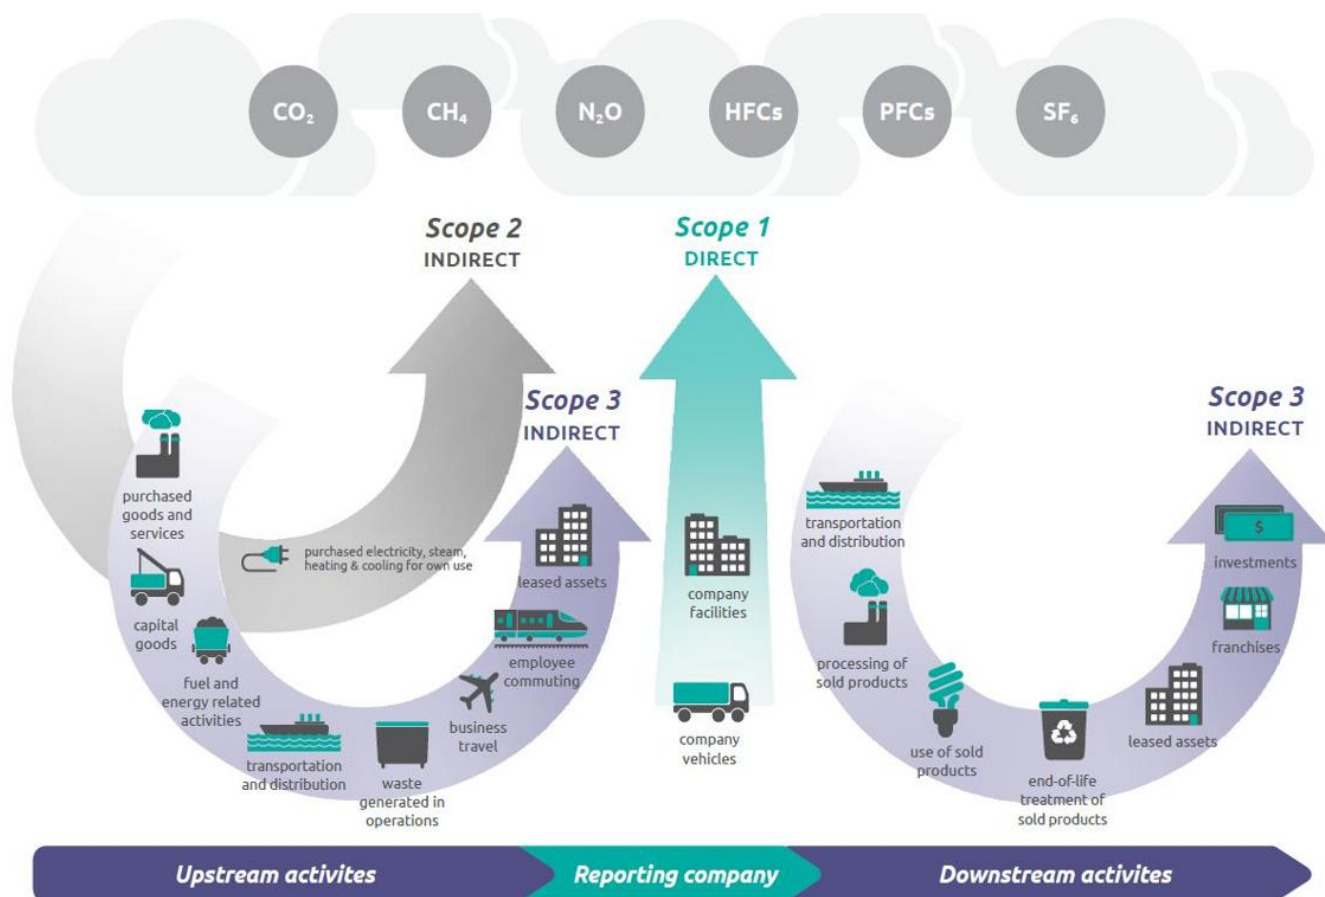 CO₂
CH₄
N₂O
HFCs
PFCs
SF₆
Scope 2
INDIRECT
Scope 1
DIRECT
Scope 3
INDIRECT
Scope 3
INDIRECT
purchased
goods and
services
capital
goods
fuel and
energy related
activities
transportation
and distribution
waste
generated in
operations
business
travel
employee
commuting
leased assets
purchased electricity, steam,
heating & cooling for own use
company
facilities
company
vehicles
transportation
and distribution
processing of
sold products
use of sold
products
end-of-life
treatment of
sold products
leased assets
franchises
$
investments
Upstream activites
Reporting company
Downstream activites